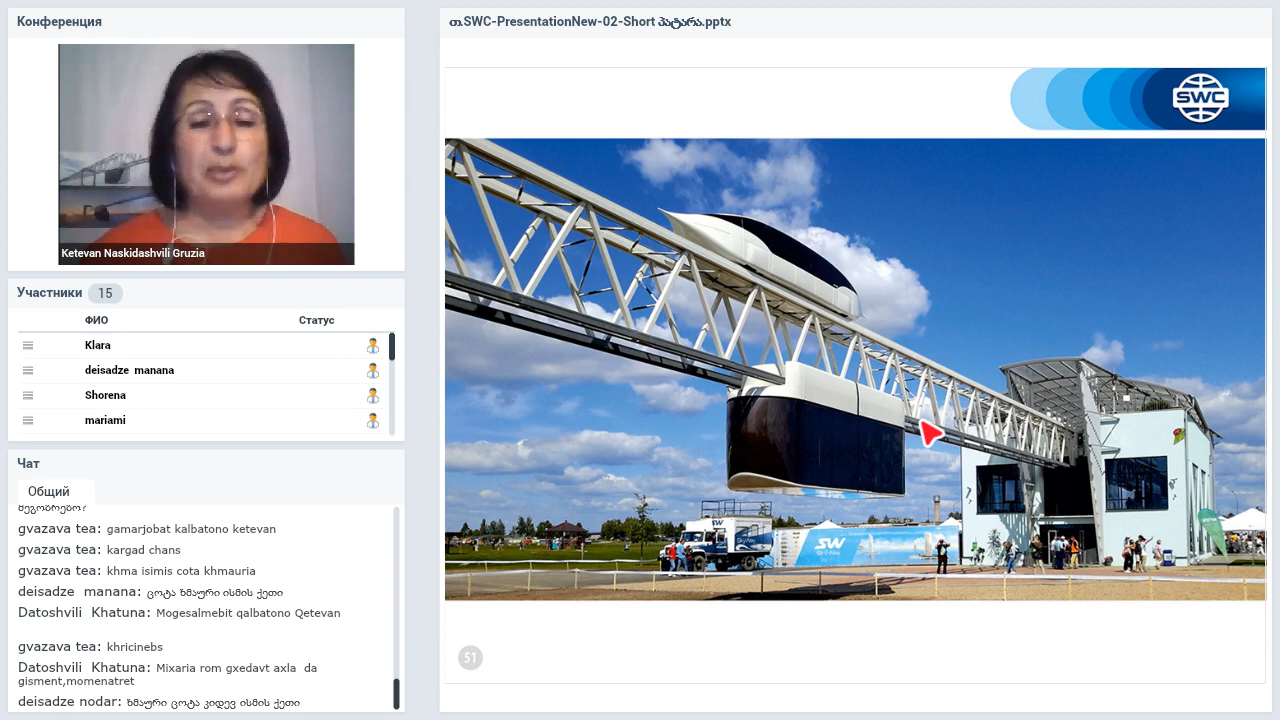 Конференция
Ketevan Naskidashvili Gruzia
Участники 15
ФИО Статус
Klara
deisadze manana
Shorena
mariami
Чат
Общий
gvazava tea: gamarjobat kalbatono ketevan
gvazava tea: kargad chans
gvazava tea: khma isimis cota khmauria
deisadze manana: ცოტა ხმაური ისმის ქეთი
Datoshvili Khatuna: Mogesalmebit qalbatono Qetevan
gvazava tea: khricinebs
Datoshvili Khatuna: Mixaria rom gxedavt axla da
gisment,momenatret
deisadze nodar: ხმაური ცოტა კიდევ ისმის ქეთი
თ.SWC-PresentationNew-02-Short პატარა.pptx
SWC
SW
SW
SkyWay
51